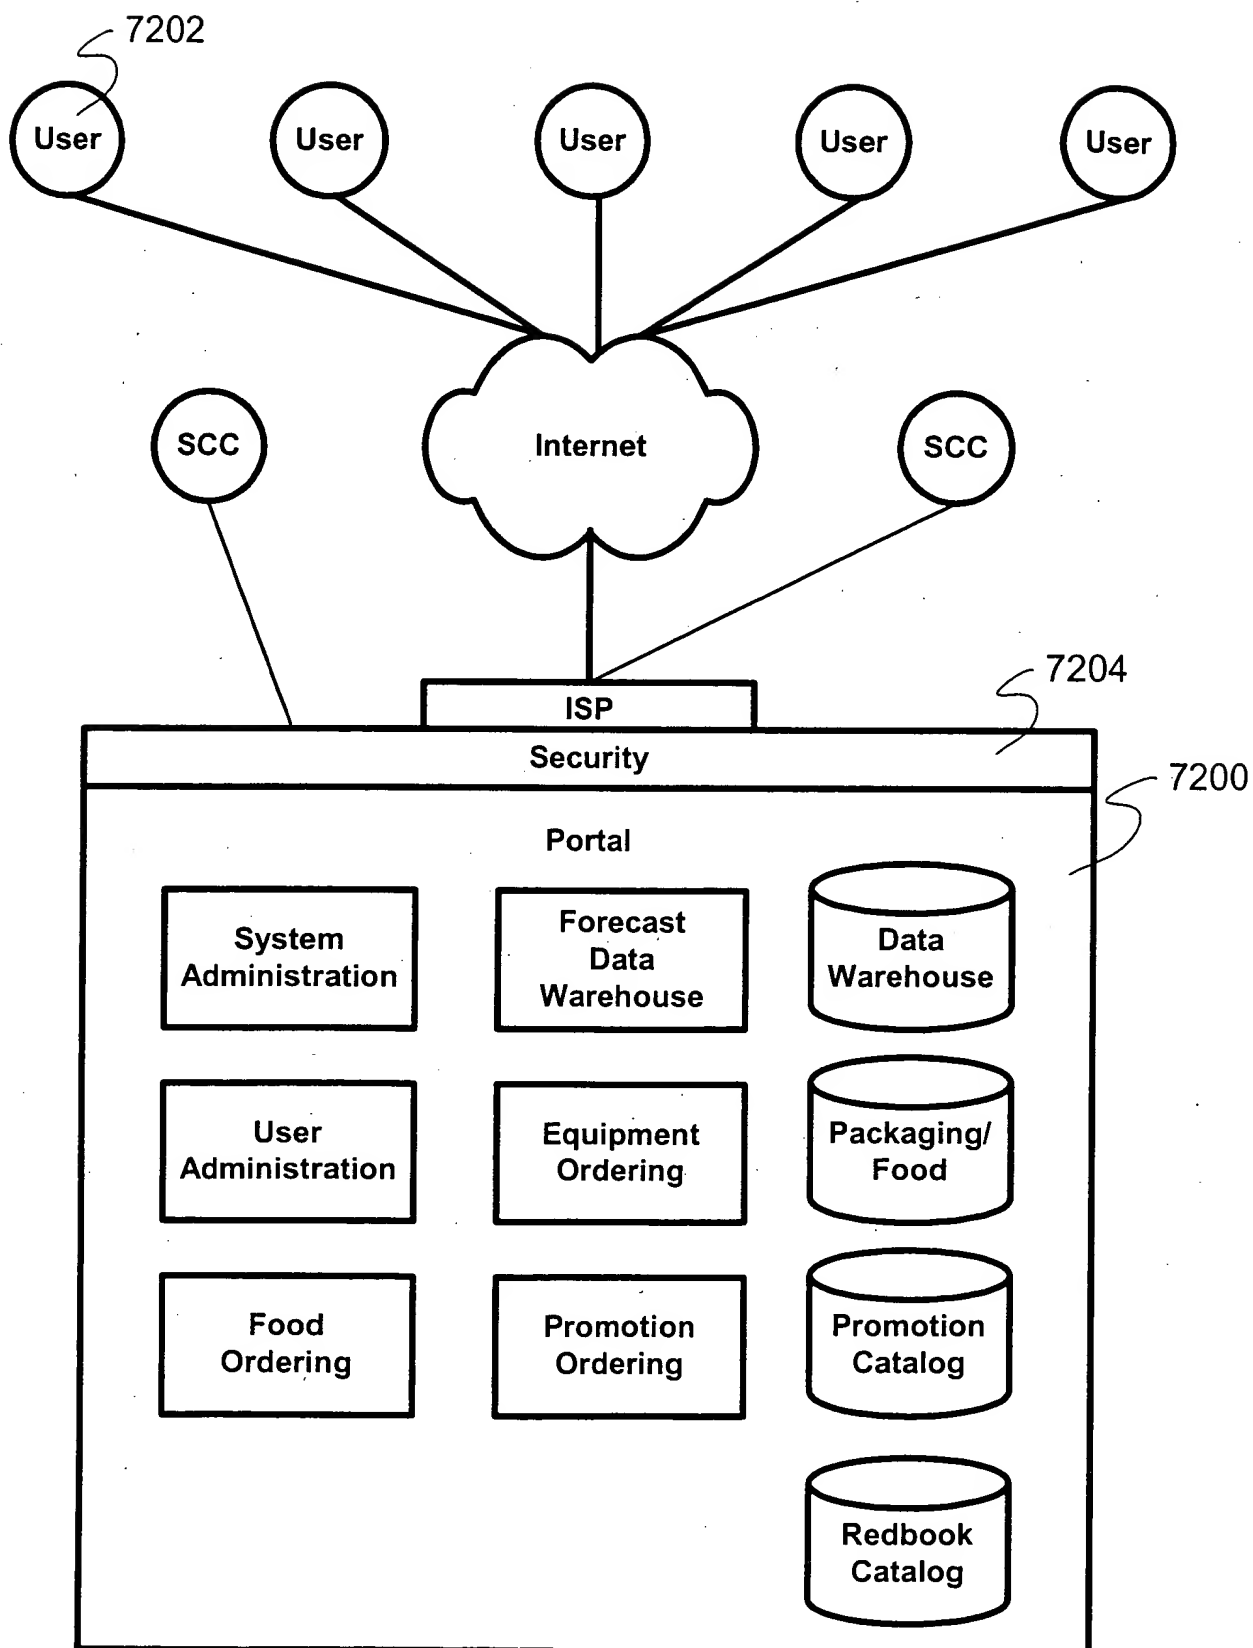 7202
User
User
User
User
User
SCC
Internet
SCC
7204
ISP
Security
7200
Portal
System
Administration
Forecast
Data
Warehouse
Data
Warehouse
User
Administration
Equipment
Ordering
Packaging/
Food
Food
Ordering
Promotion
Ordering
Promotion
Catalog
Redbook
Catalog